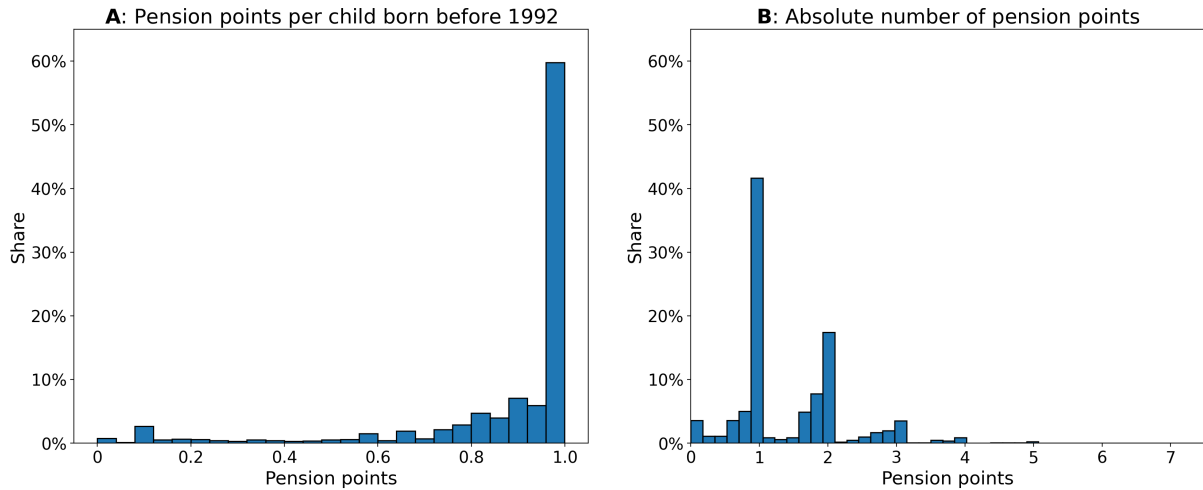 A: Pension points per child born before 1992
60%
50%
40%
30%
20%
10%
0%
Share
0 0.2 0.4 0.6 0.8 1.0
Pension points
B: Absolute number of pension points
60%
50%
40%
30%
20%
10%
0%
Share
0 1 2 3 4 5 6 7
Pension points